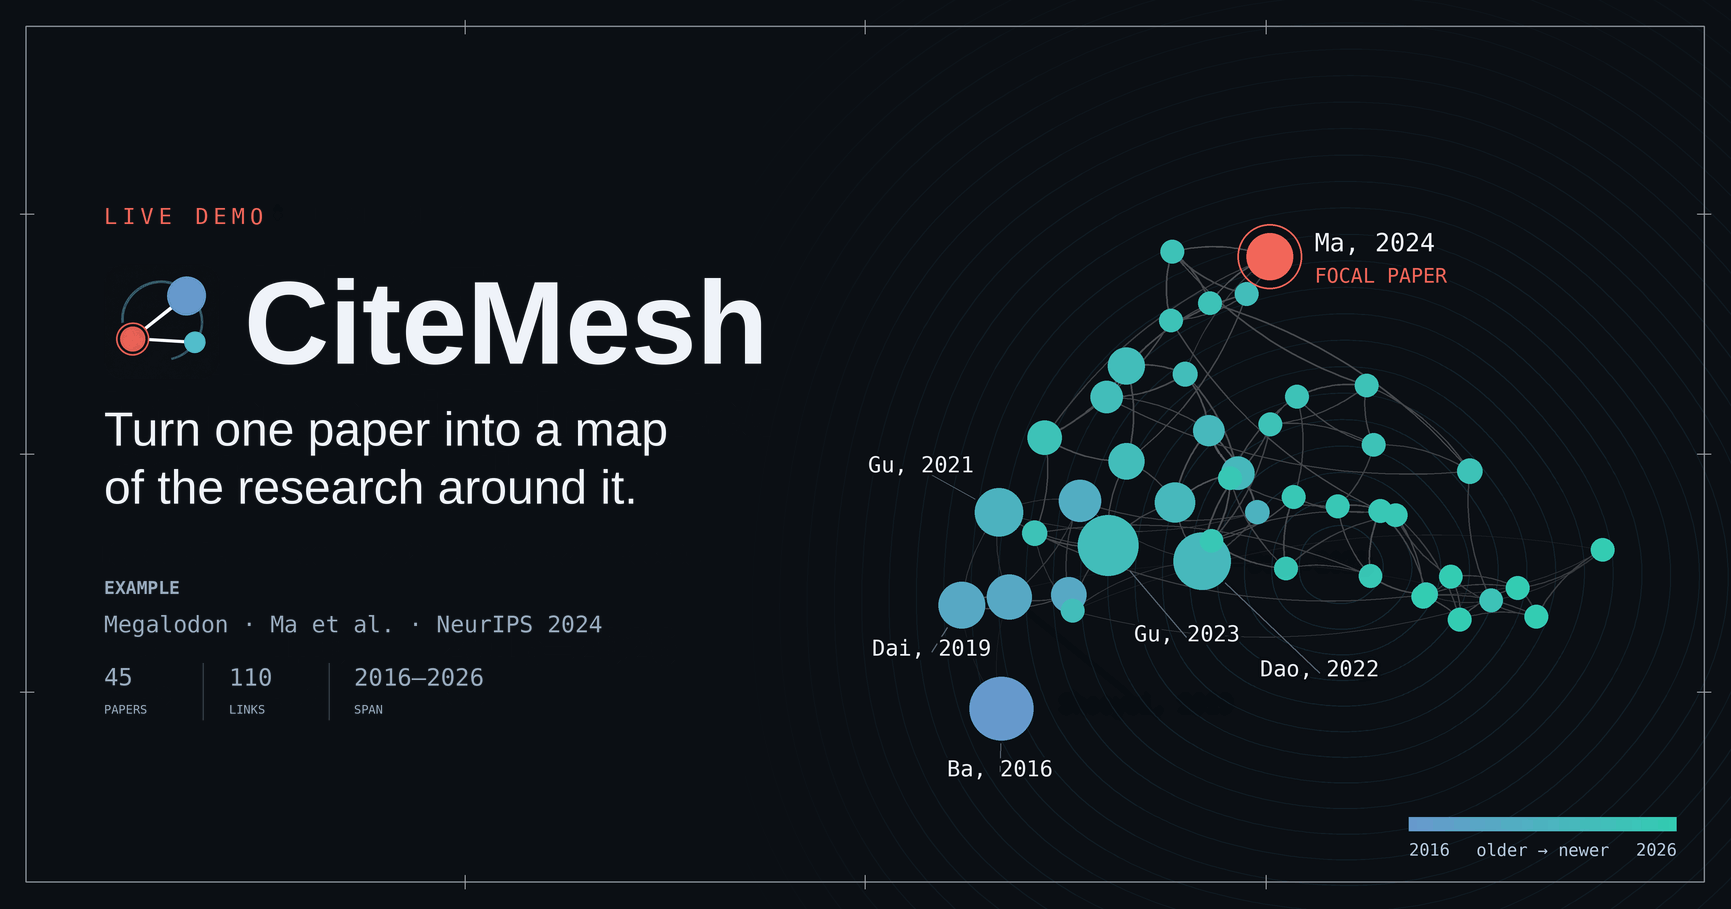 LIVE DEMO
CiteMesh
Turn one paper into a map
of the research around it.
EXAMPLE
Megalodon · Ma et al. · NeurIPS 2024
45
PAPERS
110
LINKS
2016–2026
SPAN
Ma, 2024
FOCAL PAPER
Gu, 2021
Dai, 2019
Gu, 2023
Dao, 2022
Ba, 2016
2016 older → newer 2026